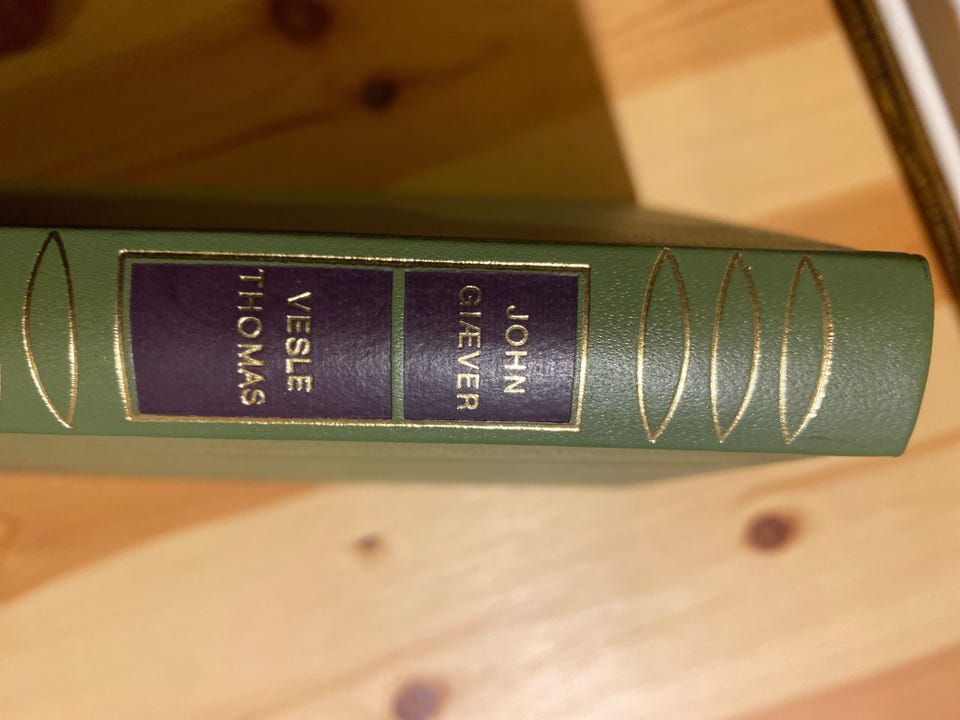 JOHN
GIÆVER
VESLE
THOMAS